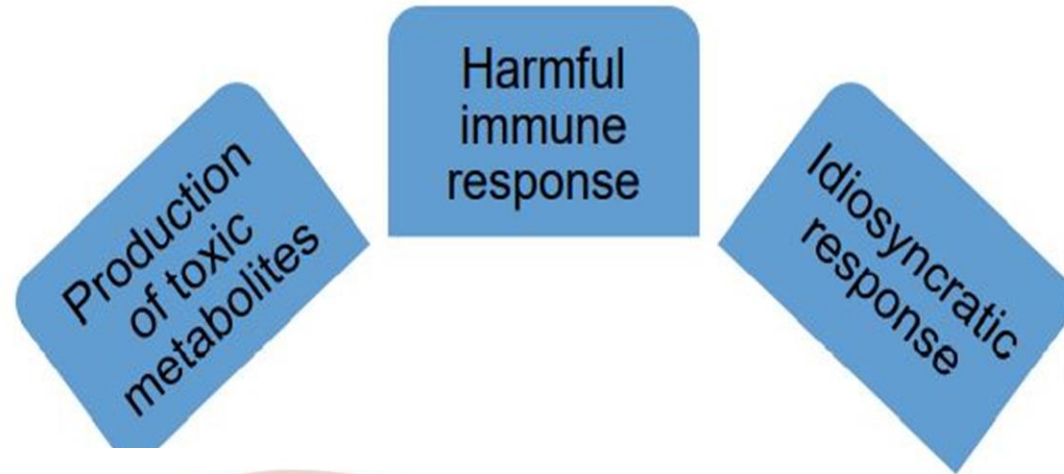 Production
of toxic
metabolites
Harmful
immune
response
Idiosyncratic
response